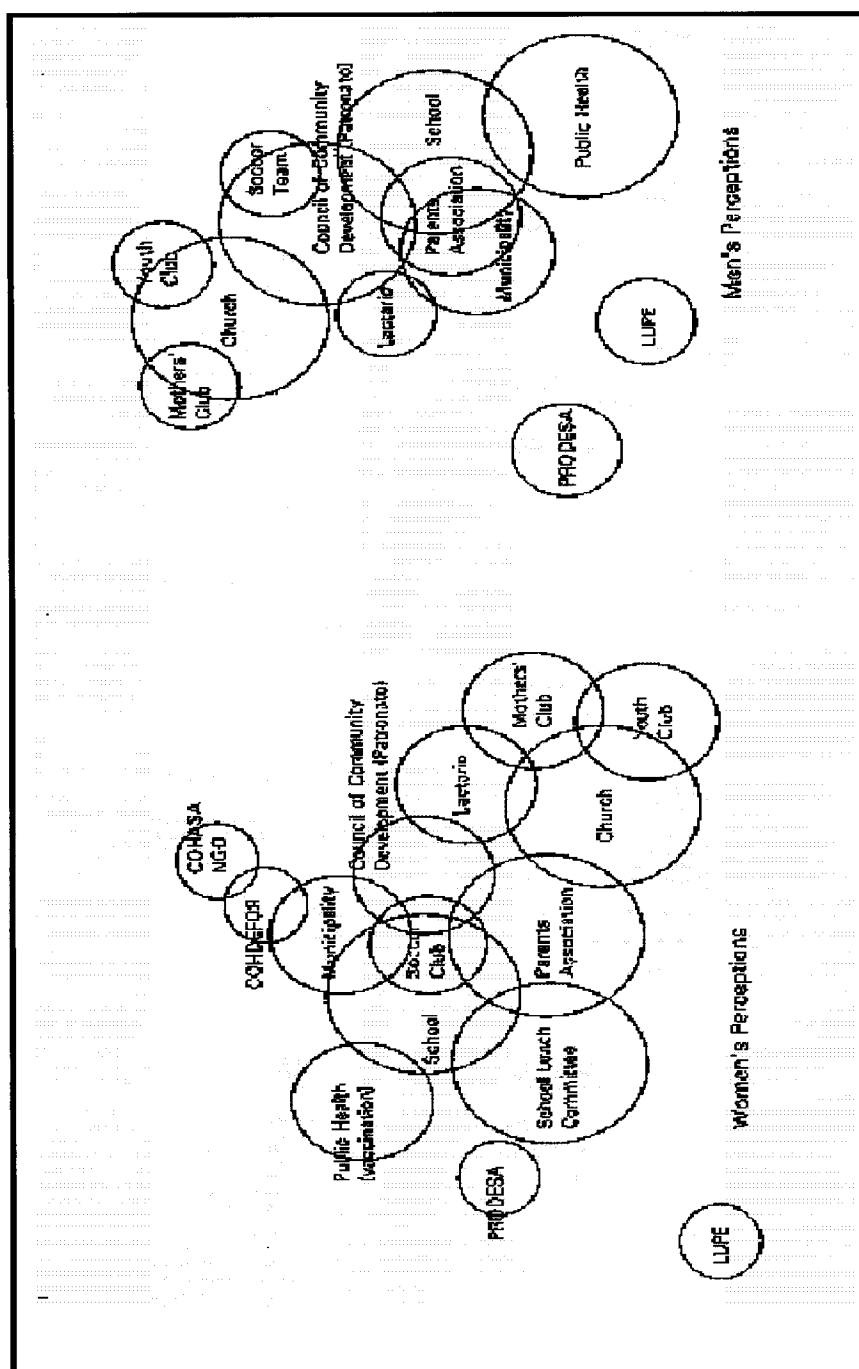 COHASA
NGO
COHDEFOR
Municipality
Public Health
(vaccination)
Council of Community
Development (Patronato)
Soccer
Club
School
Lactario
PRODESA
Mothers'
Club
School Lunch
Committee
Parents
Association
Church
Youth
Club
LUPE
Women's Perceptions
Youth
Club
Mothers'
Club
Church
Soccer
Team
Council of Community
Development (Patronato)
Lactario
School
Parents
Association
Municipality
PRODESA
Public Health
LUPE
Men's Perceptions